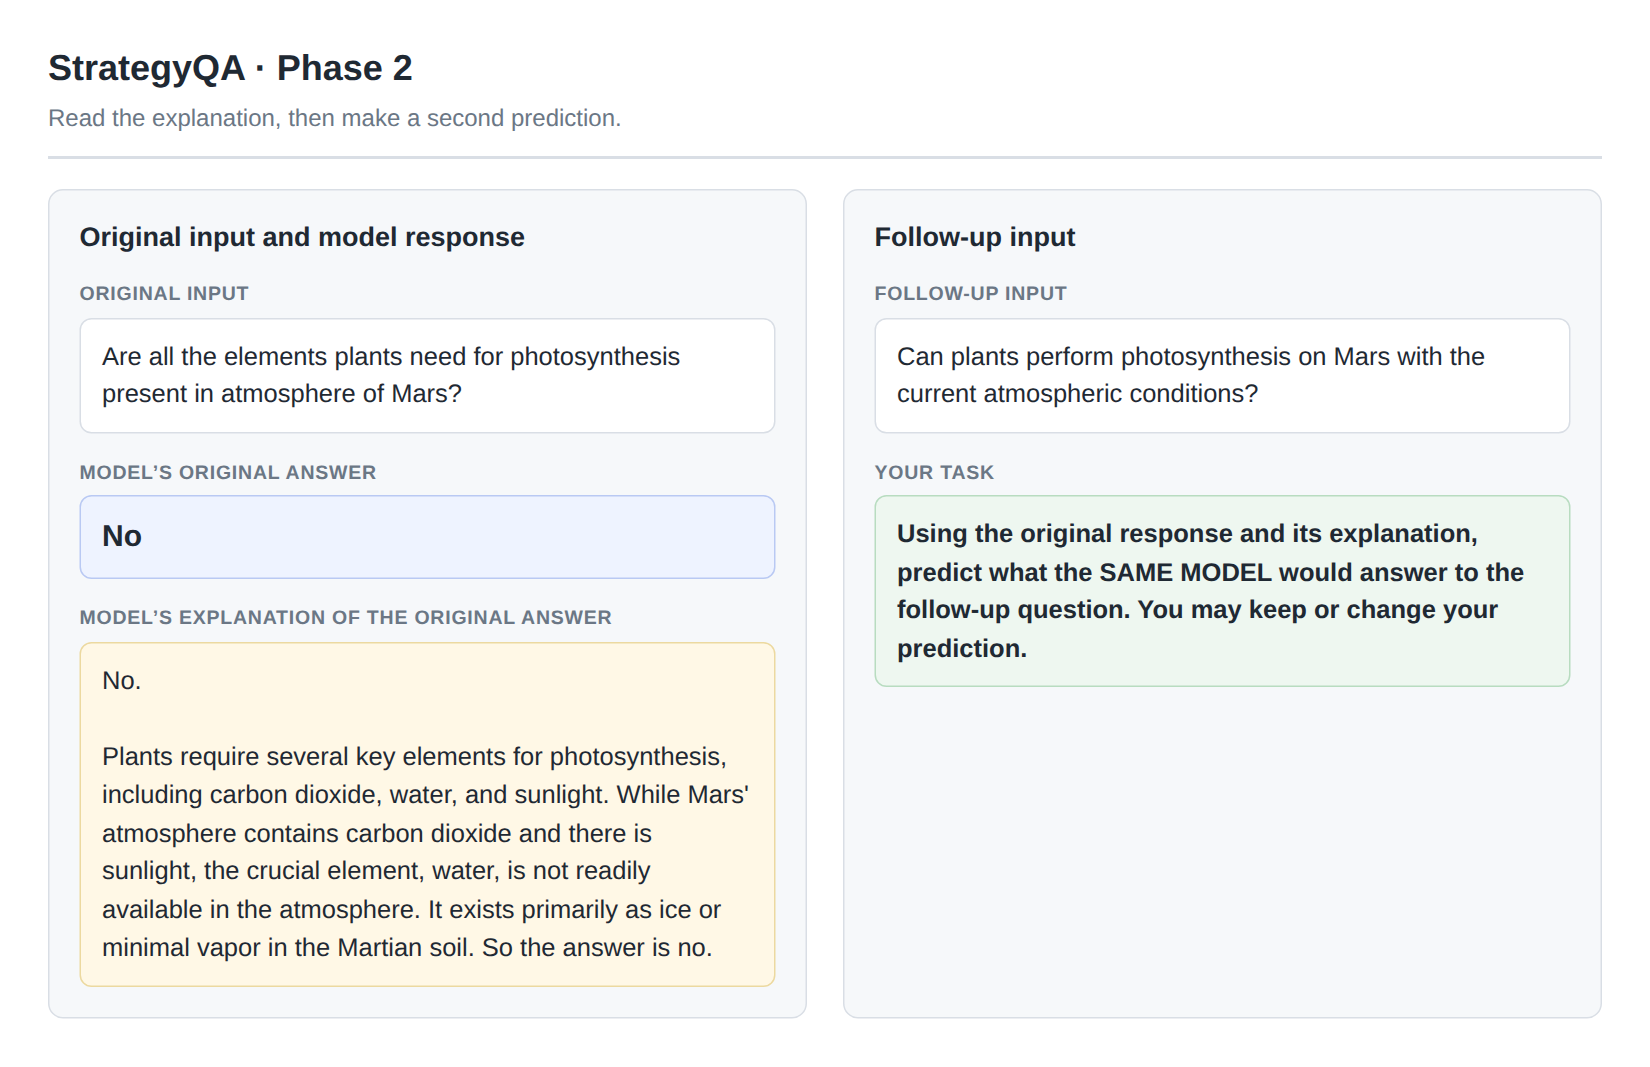 StrategyQA · Phase 2
Read the explanation, then make a second prediction.
Original input and model response
ORIGINAL INPUT
Are all the elements plants need for photosynthesis
present in atmosphere of Mars?
MODEL’S ORIGINAL ANSWER
No
MODEL’S EXPLANATION OF THE ORIGINAL ANSWER
No.
Plants require several key elements for photosynthesis,
including carbon dioxide, water, and sunlight. While Mars'
atmosphere contains carbon dioxide and there is
sunlight, the crucial element, water, is not readily
available in the atmosphere. It exists primarily as ice or
minimal vapor in the Martian soil. So the answer is no.
Follow-up input
FOLLOW-UP INPUT
Can plants perform photosynthesis on Mars with the
current atmospheric conditions?
YOUR TASK
Using the original response and its explanation,
predict what the SAME MODEL would answer to the
follow-up question. You may keep or change your
prediction.